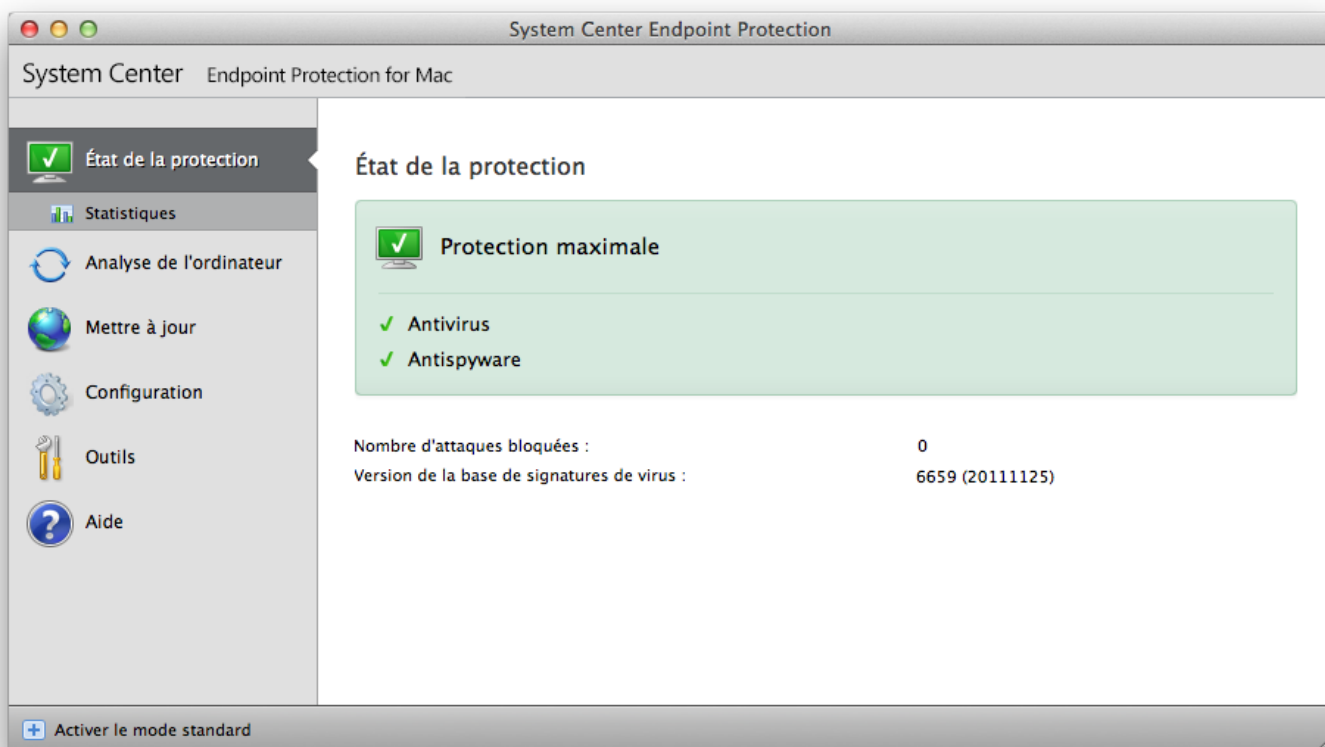 System Center Endpoint Protection
System Center Endpoint Protection for Mac
État de la protection
Statistiques
Analyse de l'ordinateur
Mettre à jour
Configuration
Outils
Aide
État de la protection
Protection maximale
Antivirus
Antispyware
Nombre d'attaques bloquées : 0
Version de la base de signatures de virus : 6659 (20111125)
Activer le mode standard